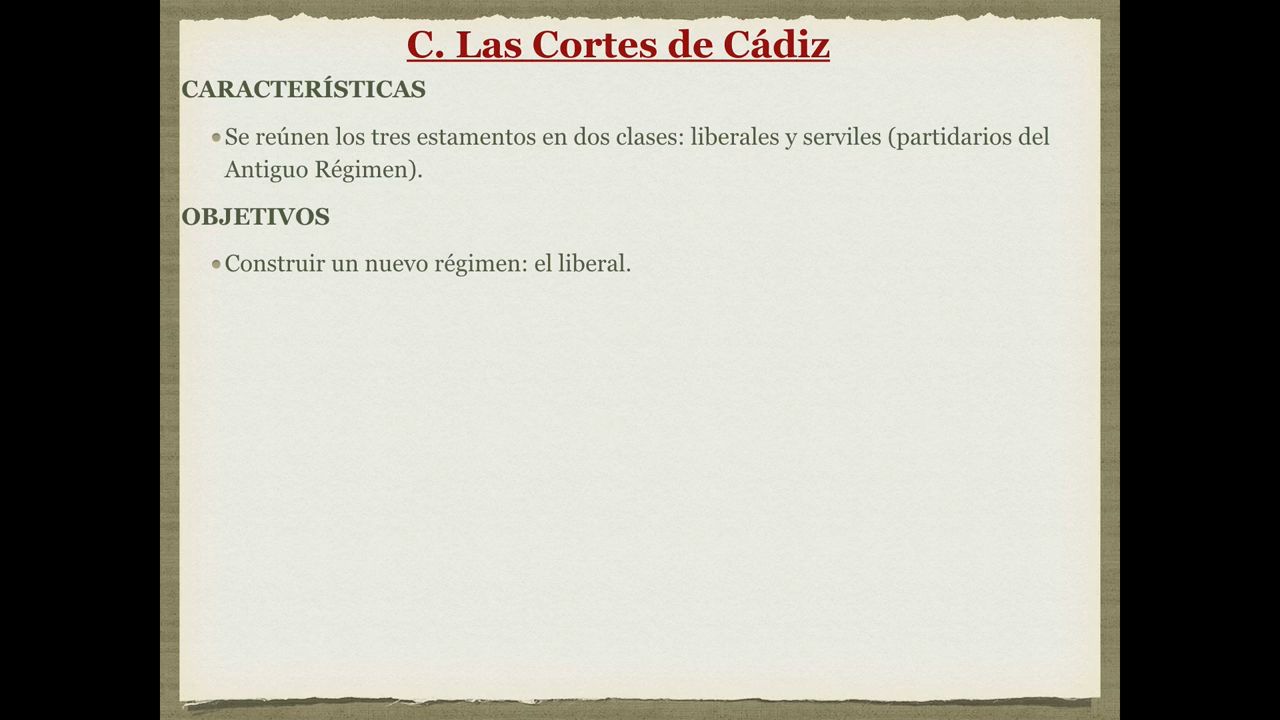 C. Las Cortes de Cádiz
CARACTERÍSTICAS
•Se reúnen los tres estamentos en dos clases: liberales y serviles (partidarios del
Antiguo Régimen).
OBJETIVOS
•Construir un nuevo régimen: el liberal.